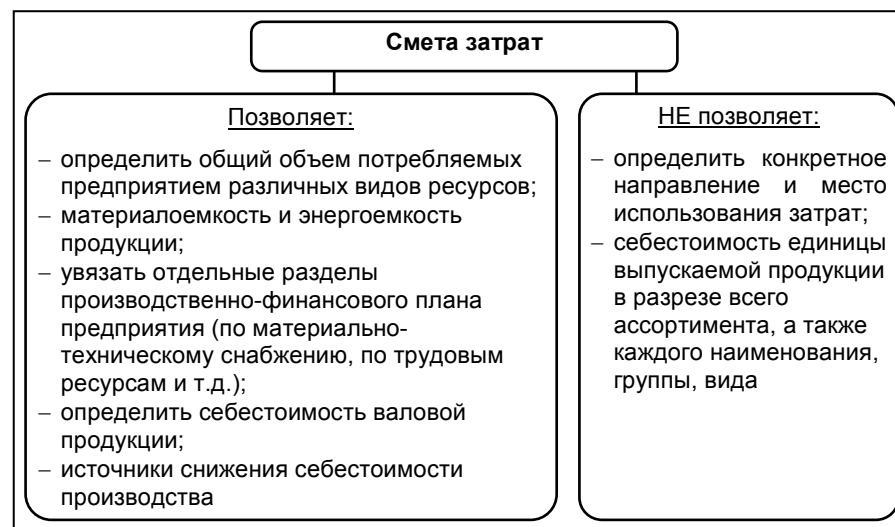 Смета затрат
Позволяет:
– определить общий объем потребляемых
предприятием различных видов ресурсов;
– материалоемкость и энергоемкость
продукции;
– увязать отдельные разделы
производственно-финансового плана
предприятия (по материально-
техническому снабжению, по трудовым
ресурсам и т.д.);
– определить себестоимость валовой
продукции;
– источники снижения себестоимости
производства
НЕ позволяет:
– определить конкретное
направление и место
использования затрат;
– себестоимость единицы
выпускаемой продукции
в разрезе всего
ассортимента, а также
каждого наименования,
группы, вида